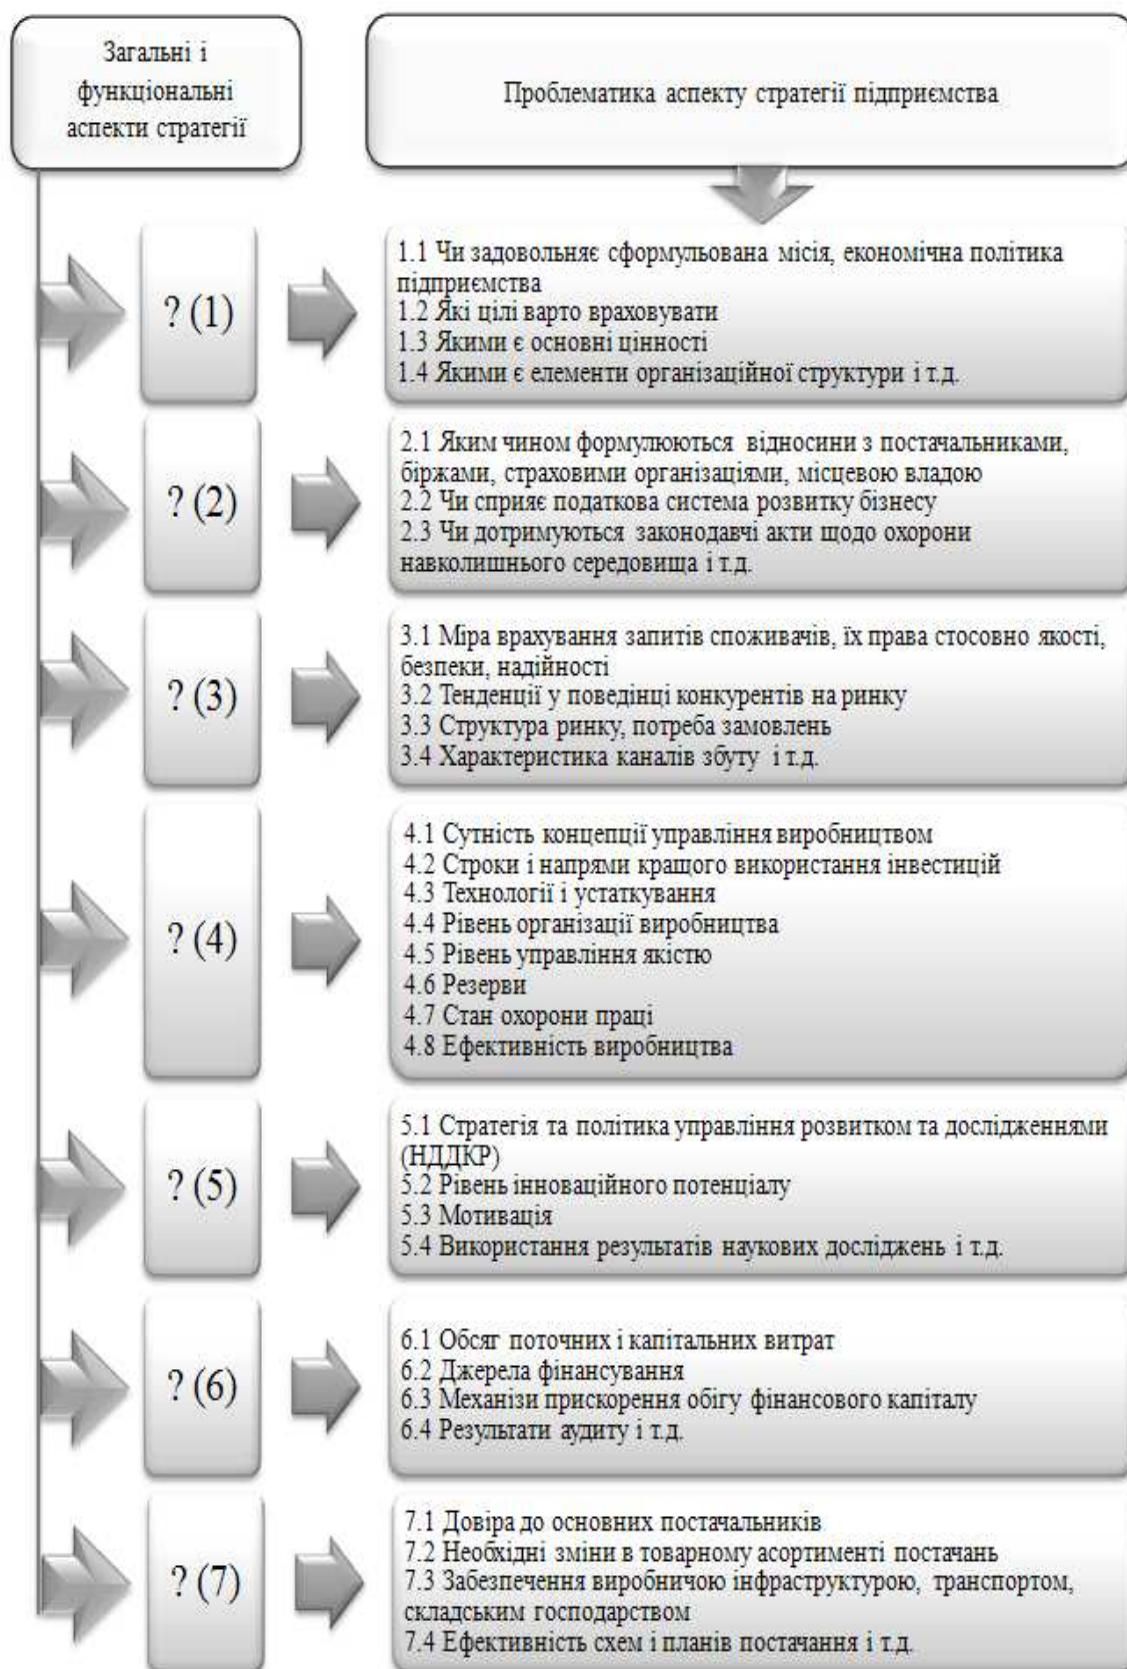 Загальні і
функціональні
аспекти стратегії
Проблематика аспекту стратегії підприємства
? (1)
1.1 Чи задовольняє сформульована місія, економічна політика
підприємства
1.2 Які цілі варто враховувати
1.3 Якими є основні цінності
1.4 Якими є елементи організаційної структури і т.д.
? (2)
2.1 Яким чином формулюються відносини з постачальниками,
біржами, страховими організаціями, місцевою владою
2.2 Чи сприяє податкова система розвитку бізнесу
2.3 Чи дотримуються законодавчі акти щодо охорони
навколишнього середовища і т.д.
? (3)
3.1 Міра врахування запитів споживачів, їх права стосовно якості,
безпеки, надійності
3.2 Тенденції у поведінці конкурентів на ринку
3.3 Структура ринку, потреба замовлень
3.4 Характеристика каналів збуту і т.д.
? (4)
4.1 Сутність концепції управління виробництвом
4.2 Строки і напрями кращого використання інвестицій
4.3 Технології і устаткування
4.4 Рівень організації виробництва
4.5 Рівень управління якістю
4.6 Резерви
4.7 Стан охорони праці
4.8 Ефективність виробництва
? (5)
5.1 Стратегія та політика управління розвитком та дослідженнями
(НДДКР)
5.2 Рівень інноваційного потенціалу
5.3 Мотивація
5.4 Використання результатів наукових досліджень і т.д.
? (6)
6.1 Обсяг поточних і капітальних витрат
6.2 Джерела фінансування
6.3 Механізи прискорення обігу фінансового капіталу
6.4 Результати аудиту і т.д.
? (7)
7.1 Довіра до основних постачальників
7.2 Необхідні зміни в товарному асортименті постачань
7.3 Забезпечення виробничою інфраструктурою, транспортом,
складським господарством
7.4 Ефективність схем і планів постачання і т.д.